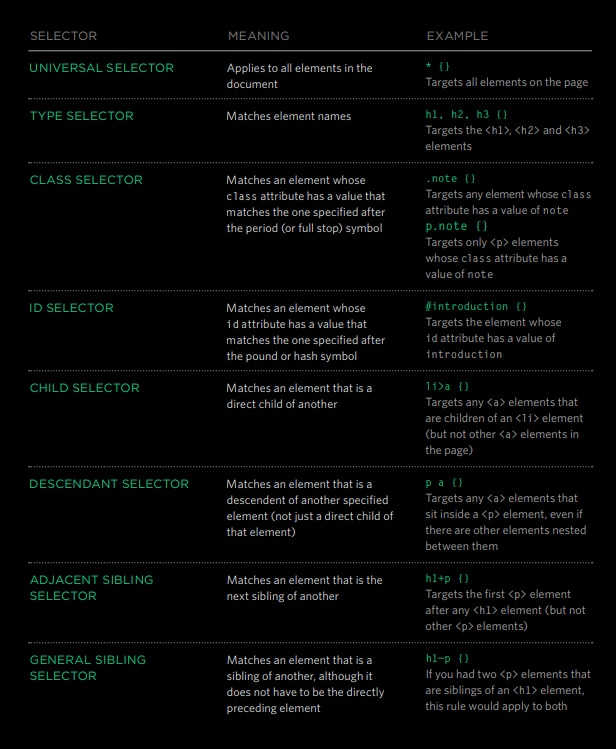 SELECTOR MEANING EXAMPLE
UNIVERSAL SELECTOR
Applies to all elements in the
document
* {}
Targets all elements on the page
TYPE SELECTOR
Matches element names
h1, h2, h3 {}
Targets the <h1>, <h2> and <h3>
elements
CLASS SELECTOR
Matches an element whose
class attribute has a value that
matches the one specified after
the period (or full stop) symbol
.note {}
Targets any element whose class
attribute has a value of note
p.note {}
Targets only <p> elements
whose class attribute has a
value of note
ID SELECTOR
Matches an element whose
id attribute has a value that
matches the one specified after
the pound or hash symbol
#introduction {}
Targets the element whose
id attribute has a value of
introduction
CHILD SELECTOR
Matches an element that is a
direct child of another
li>a {}
Targets any <a> elements that
are children of an <li> element
(but not other <a> elements in
the page)
DESCENDANT SELECTOR
Matches an element that is a
descendent of another specified
element (not just a direct child of
that element)
p a {}
Targets any <a> elements that
sit inside a <p> element, even if
there are other elements nested
between them
ADJACENT SIBLING
SELECTOR
Matches an element that is the
next sibling of another
h1+p {}
Targets the first <p> element
after any <h1> element (but not
other <p> elements)
GENERAL SIBLING
SELECTOR
Matches an element that is a
sibling of another, although it
does not have to be the directly
preceding element
h1~p {}
If you had two <p> elements that
are siblings of an <h1> element,
this rule would apply to both